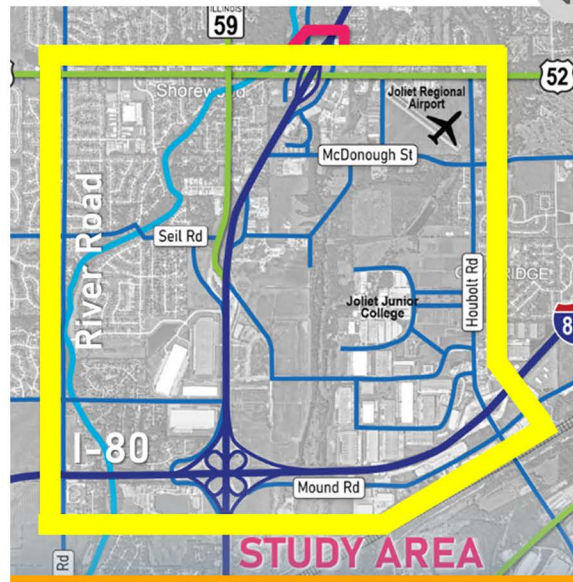 ILLINOIS
59
52
Shorewood
Joliet Regional
Airport
McDonough St
River Road
Seil Rd
Houbolt Rd
Joliet Junior
College
8
I-80
Mound Rd
Rd
STUDY AREA